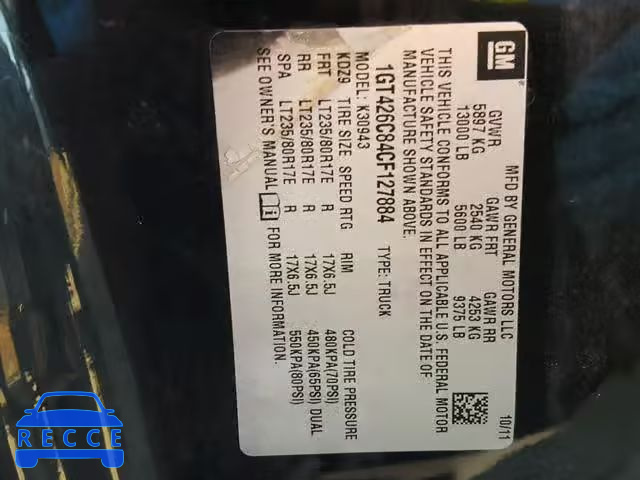 GM
MFD BY GENERAL MOTORS LLC 10/11
GVWR GAWR FRT GAWR RR
5897 KG 2540 KG 4253 KG
13000 LB 5600 LB 9375 LB
THIS VEHICLE CONFORMS TO ALL APPLICABLE U.S. FEDERAL MOTOR
VEHICLE SAFETY STANDARDS IN EFFECT ON THE DATE OF
MANUFACTURE SHOWN ABOVE.
1GT426C84CF127884 TYPE: TRUCK
MODEL: K30943
KDZ9 TIRE SIZE SPEED RTG RIM COLD TIRE PRESSURE
FRT LT235/80R17E R 17X6.5J 480KPA(70PSI)
RR LT235/80R17E R 17X6.5J 450KPA(65PSI) DUAL
SPA LT235/80R17E R 17X6.5J 550KPA(80PSI)
SEE OWNER'S MANUAL FOR MORE INFORMATION.
RECCE